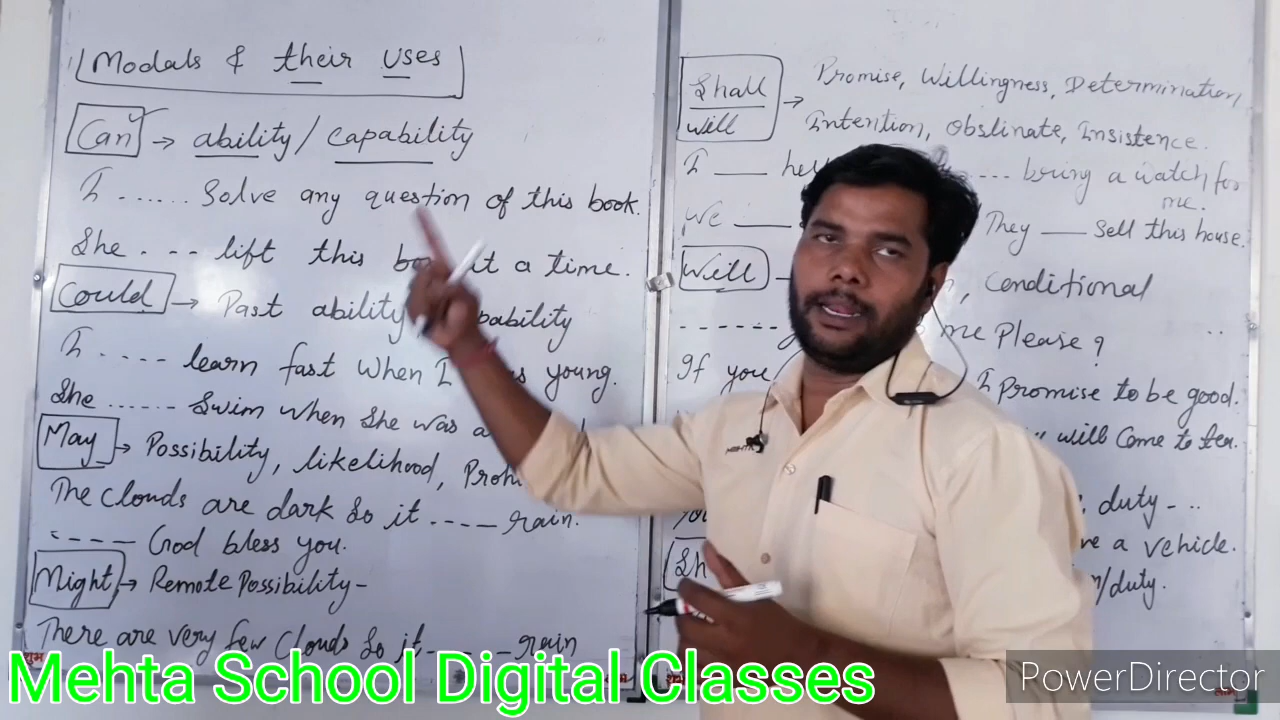 Modals & their uses
Can → ability / capability
I ...... Solve any question of this book.
She .... lift this at a time.
Could → Past ability
I .... learn fast when I young.
She ...... Swim when she was
May → Possibility, likelihood,
The clouds are dark so it ---- rain.
----- God bless you.
Might → Remote Possibility -
There are very few clouds so it rain
Shall
will
→ Promise, Willingness, Determination,
Intention, Obstinate, Insistence.
I ___ ... bring a watch for
me.
We ___ They ___ sell this house.
Will , Conditional
------ me Please ?
If you I promise to be good.
will come to tea.
duty - ..
a vehicle.
/duty.
MEHTA
Mehta School Digital Classes
PowerDirector